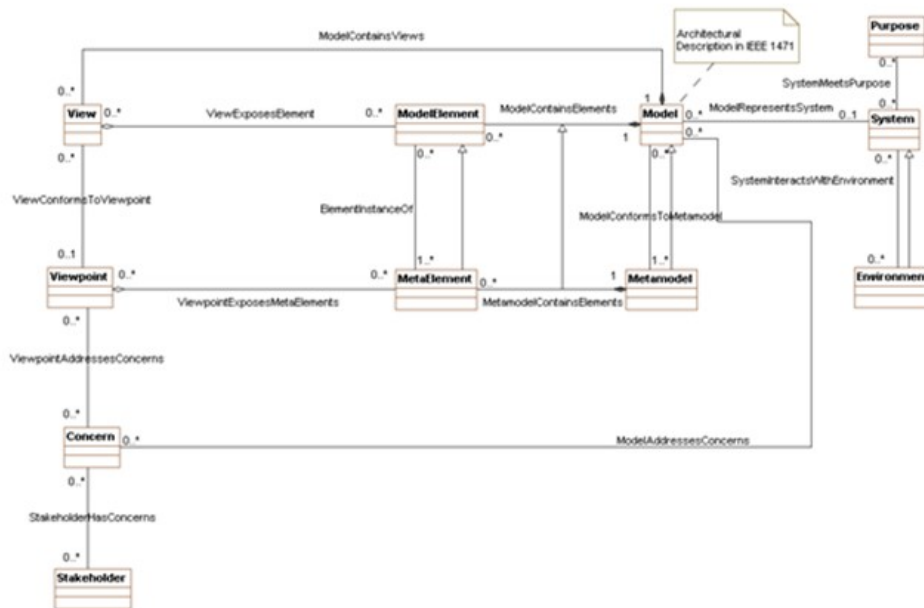 ModelContainsViews
Architectural
Description in IEEE 1471
Purpose
0..*
SystemMeetsPurpose
0..*
0..*
1
View
0..*
ViewExposesElement
0..*
ModelElement
ModelContainsElements
0..*
1
Model
0..*
ModelRepresentsSystem
0..1
System
0..*
0..*
0..*
0..*
0..*
SystemInteractsWithEnvironment
ViewConformsToViewpoint
ElementInstanceOf
ModelConformsToMetamodel
0..1
1..*
1..*
0..*
Viewpoint
0..*
ViewpointExposesMetaElements
0..*
MetaElement
0..*
MetamodelContainsElements
1
Metamodel
Environment
0..*
ViewpointAddressesConcerns
0..*
Concern
0..*
ModelAddressesConcerns
0..*
StakeholderHasConcerns
0..*
Stakeholder